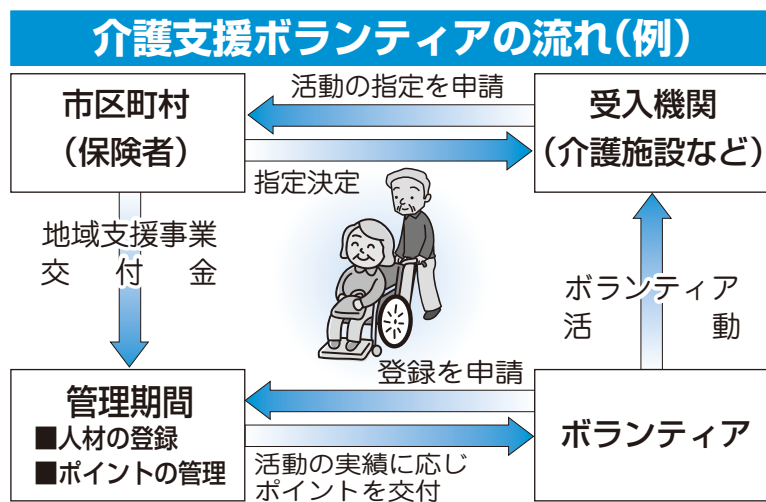 介護支援ボランティアの流れ(例)
市区町村
(保険者)
活動の指定を申請
指定決定
受入機関
(介護施設など)
地域支援事業
交付金
ボランティア
活動
管理期間
■人材の登録
■ポイントの管理
登録を申請
活動の実績に応じ
ポイントを交付
ボランティア